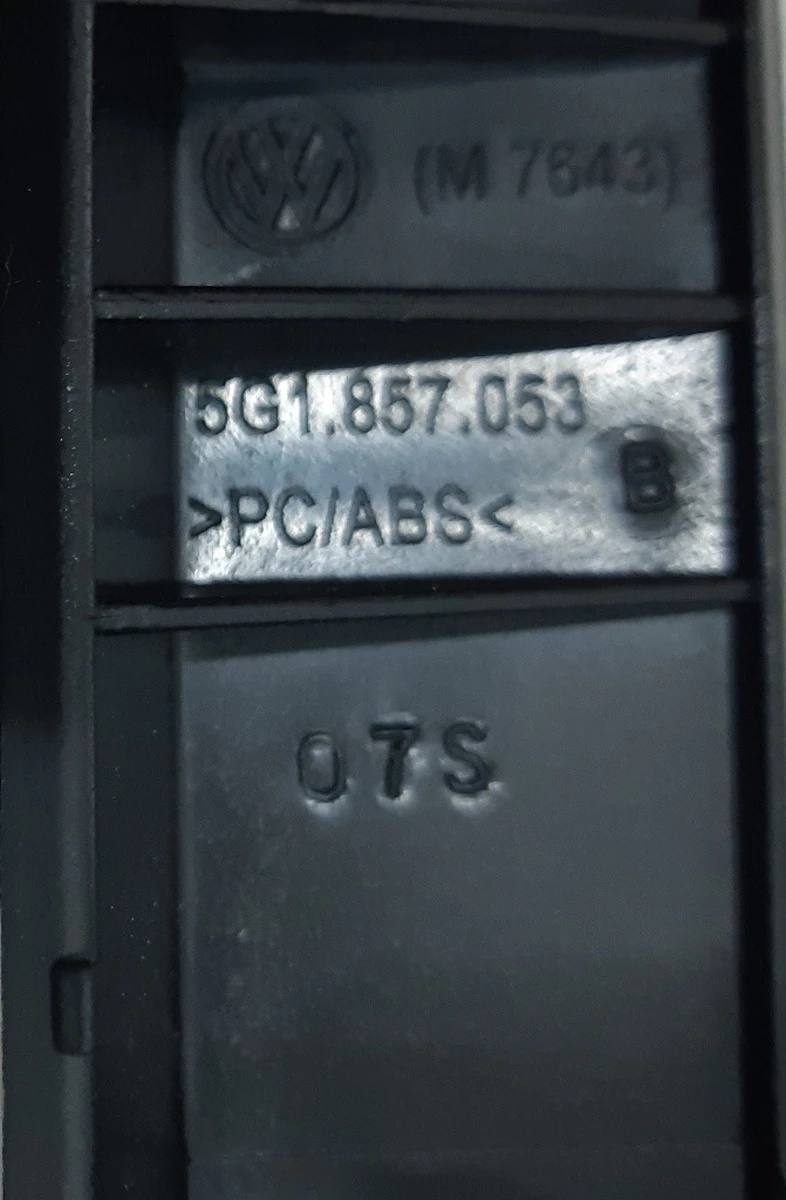 (M 7643)
5G1.857.053
B
>PC/ABS<
07S